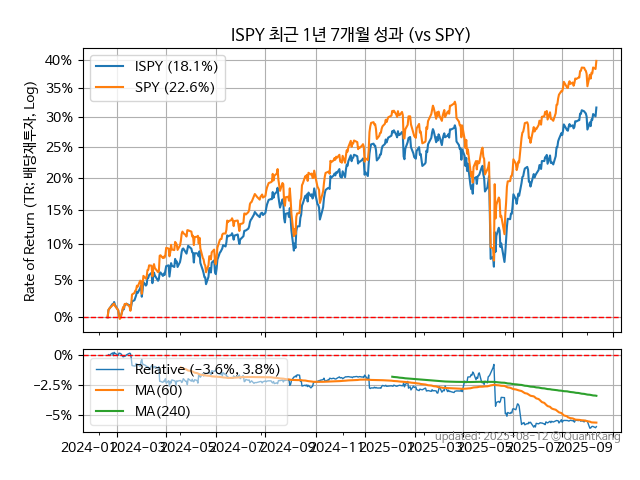 ISPY 최근 1년 7개월 성과 (vs SPY)
Rate of Return (TR: 배당재투자, Log)
40%
35%
30%
25%
20%
15%
10%
5%
0%
ISPY (18.1%)
SPY (22.6%)
0%
−2.5%
−5%
Relative (−3.6%, 3.8%)
MA(60)
MA(240)
updated: 2025-08-12 © QuantKang
2024-01 2024-03 2024-05 2024-07 2024-09 2024-11 2025-01 2025-03 2025-05 2025-07 2025-09